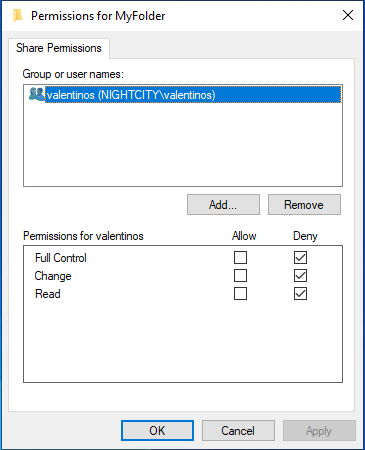 Permissions for MyFolder
Share Permissions
Group or user names:
valentinos (NIGHTCITY\valentinos)
Add... Remove
Permissions for valentinos Allow Deny
Full Control
Change
Read
OK Cancel Apply